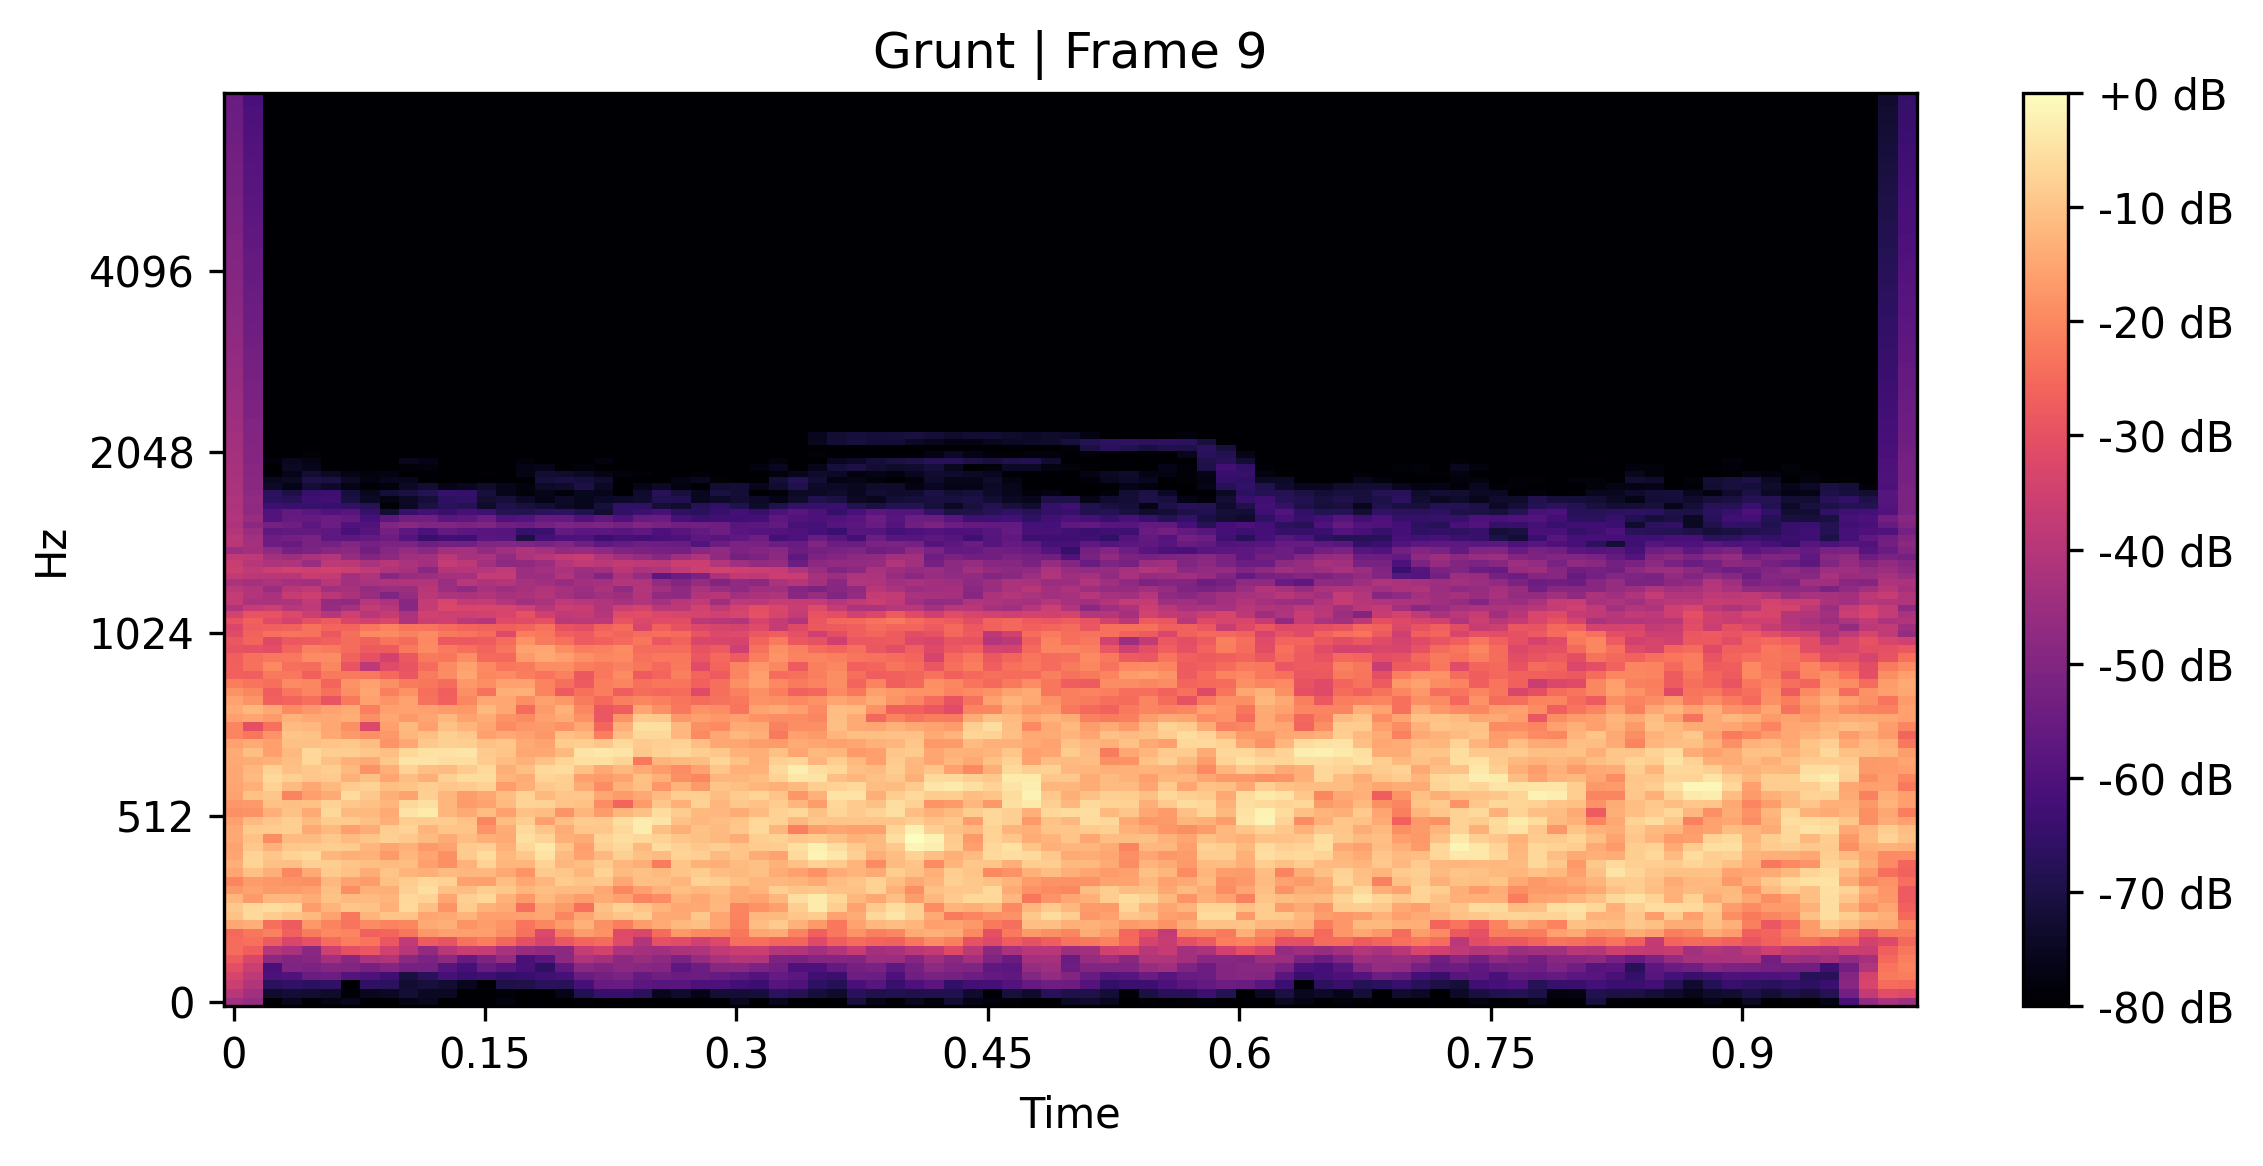 Grunt | Frame 9
Hz
4096
2048
1024
512
0
0 0.15 0.3 0.45 0.6 0.75 0.9
Time
+0 dB
-10 dB
-20 dB
-30 dB
-40 dB
-50 dB
-60 dB
-70 dB
-80 dB